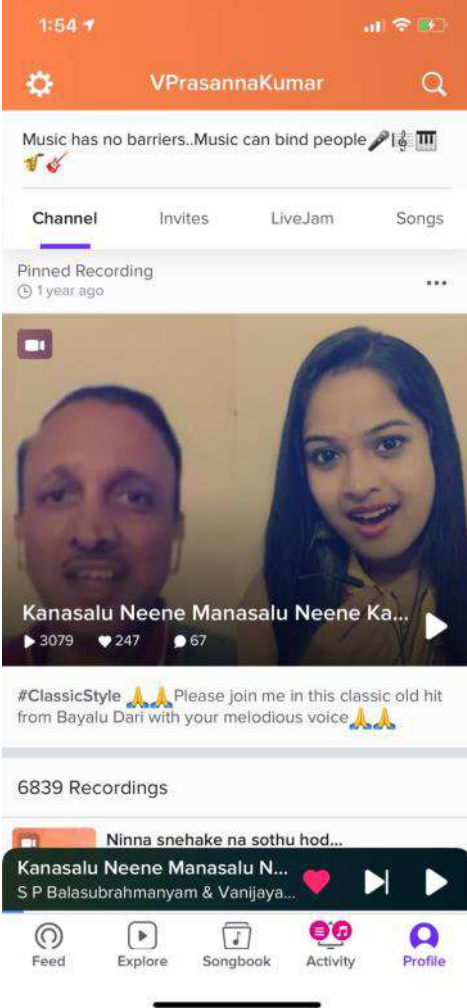 1:54
VPrasannaKumar
Music has no barriers..Music can bind people🎤🎼🎹
🎷🎸
Channel Invites LiveJam Songs
Pinned Recording
1 year ago
Kanasalu Neene Manasalu Neene Ka...
3079 247 67
#ClassicStyle 🙏🙏Please join me in this classic old hit
from Bayalu Dari with your melodious voice🙏🙏
6839 Recordings
Ninna snehake na sothu hod...
Kanasalu Neene Manasalu N...
S P Balasubrahmanyam & Vanijaya...
Feed Explore Songbook Activity Profile